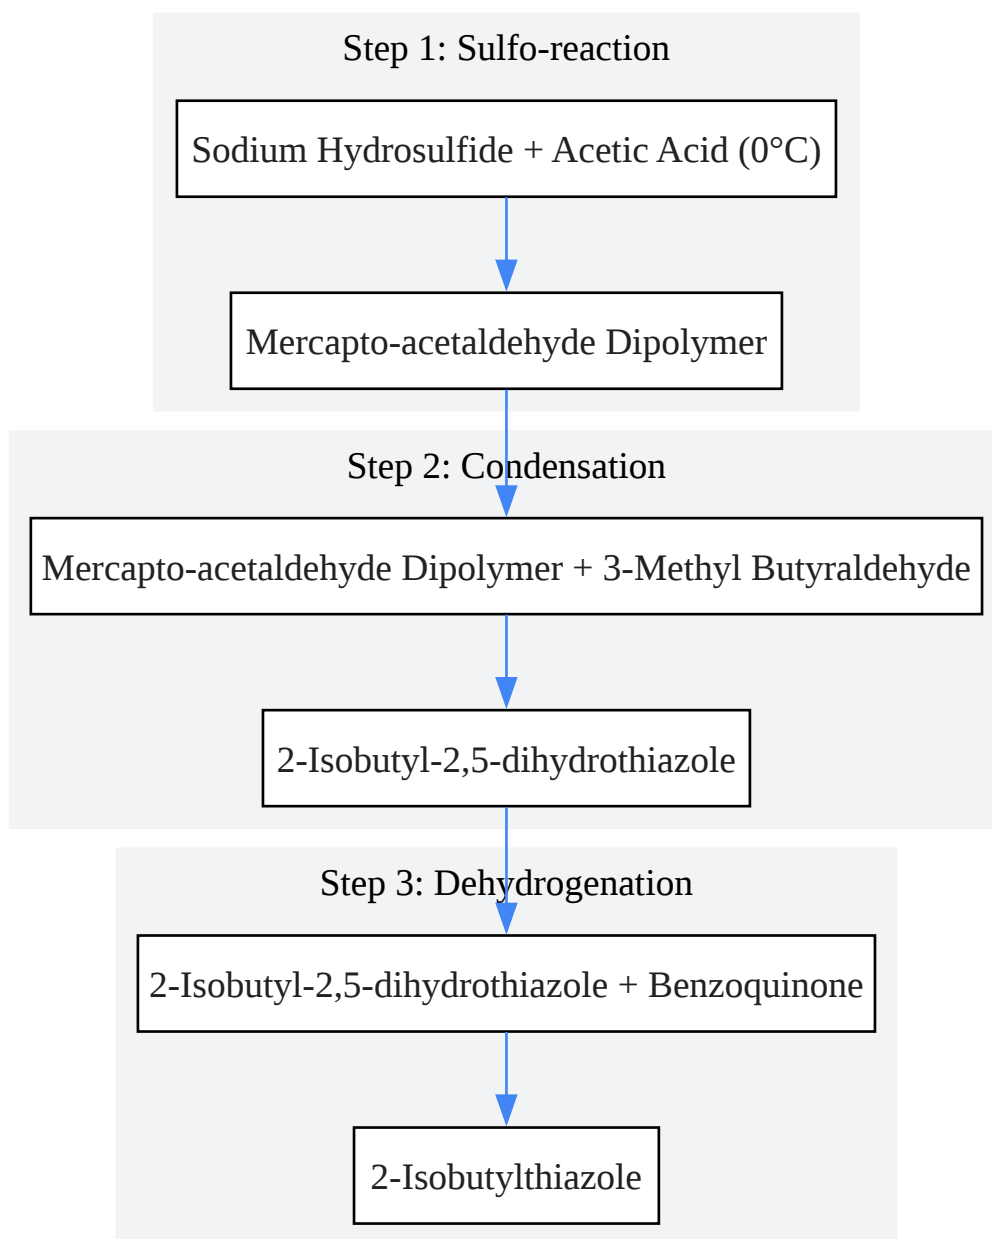 Step 1: Sulfo-reaction
Sodium Hydrosulfide + Acetic Acid (0°C)
Mercapto-acetaldehyde Dipolymer
Step 2: Condensation
Mercapto-acetaldehyde Dipolymer + 3-Methyl Butyraldehyde
2-Isobutyl-2,5-dihydrothiazole
Step 3: Dehydrogenation
2-Isobutyl-2,5-dihydrothiazole + Benzoquinone
2-Isobutylthiazole